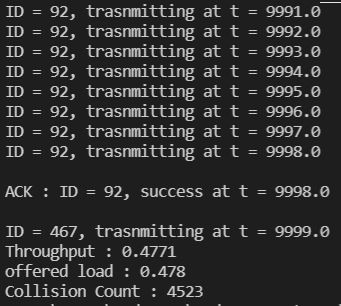 ID = 92, trasnmitting at t = 9991.0
ID = 92, trasnmitting at t = 9992.0
ID = 92, trasnmitting at t = 9993.0
ID = 92, trasnmitting at t = 9994.0
ID = 92, trasnmitting at t = 9995.0
ID = 92, trasnmitting at t = 9996.0
ID = 92, trasnmitting at t = 9997.0
ID = 92, trasnmitting at t = 9998.0
ACK : ID = 92, success at t = 9998.0
ID = 467, trasnmitting at t = 9999.0
Throughput : 0.4771
offered load : 0.478
Collision Count : 4523